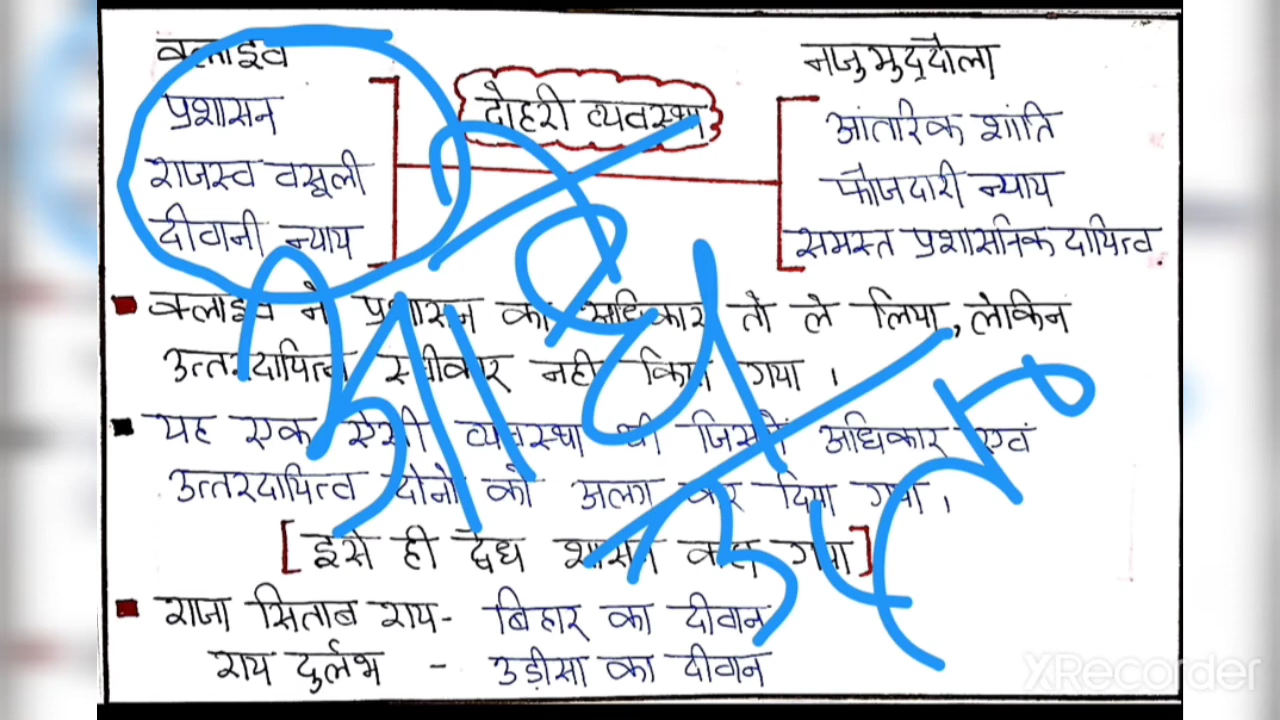 क्लाइव
प्रशासन
राजस्व वसूली
दीवानी न्याय
दोहरी व्यवस्था
नजुमुद्दौला
आंतरिक शांति
फौजदारी न्याय
समस्त प्रशासनिक दायित्व
क्लाइव ने प्रशासन का अधिकार तो ले लिया, लेकिन
उत्तरदायित्व स्वीकार नही किया गया ।
यह एक ऐसी व्यवस्था थी जिसमें अधिकार एवं
उत्तरदायित्व दोनो को अलग कर दिया गया ।
[इसे ही द्वैध शासन कहा गया]
राजा सिताब राय- बिहार का दीवान
राय दुर्लभ - उड़ीसा का दीवान
XRecorder